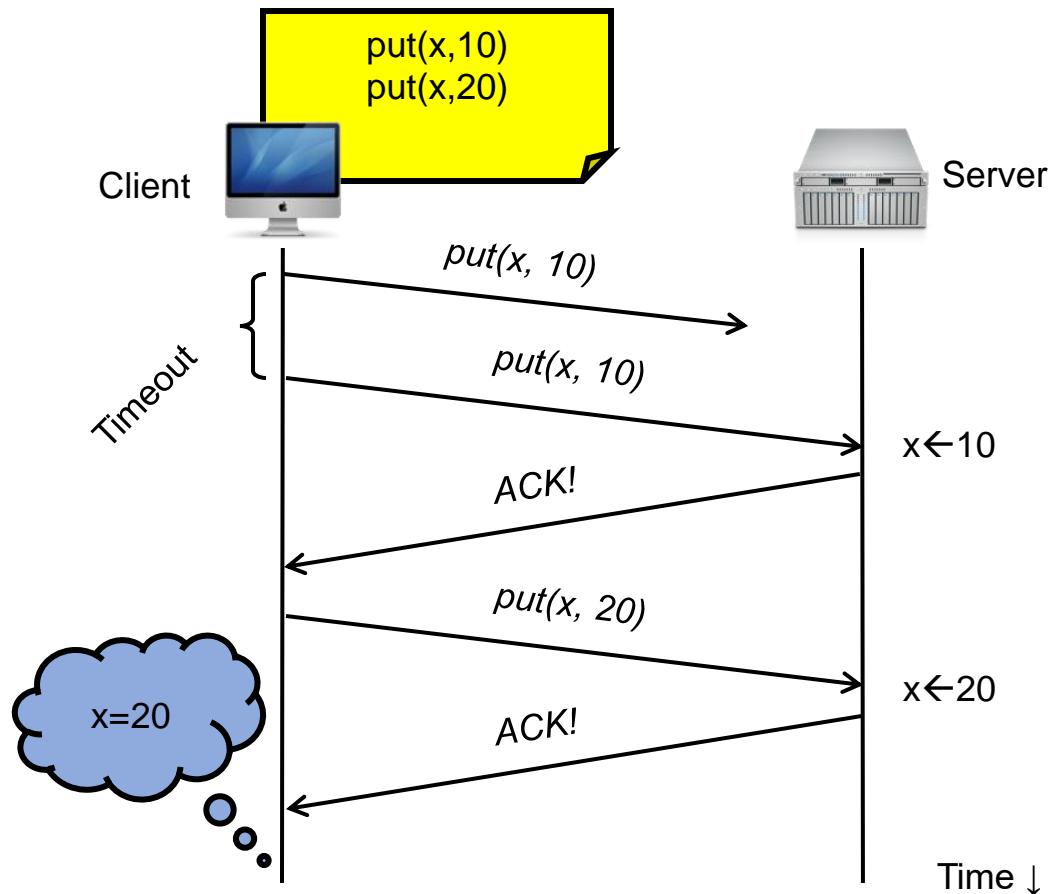 put(x,10)
put(x,20)
Client
Server
put(x, 10)
Timeout
put(x, 10)
x←10
ACK!
put(x, 20)
x←20
x=20
ACK!
Time ↓